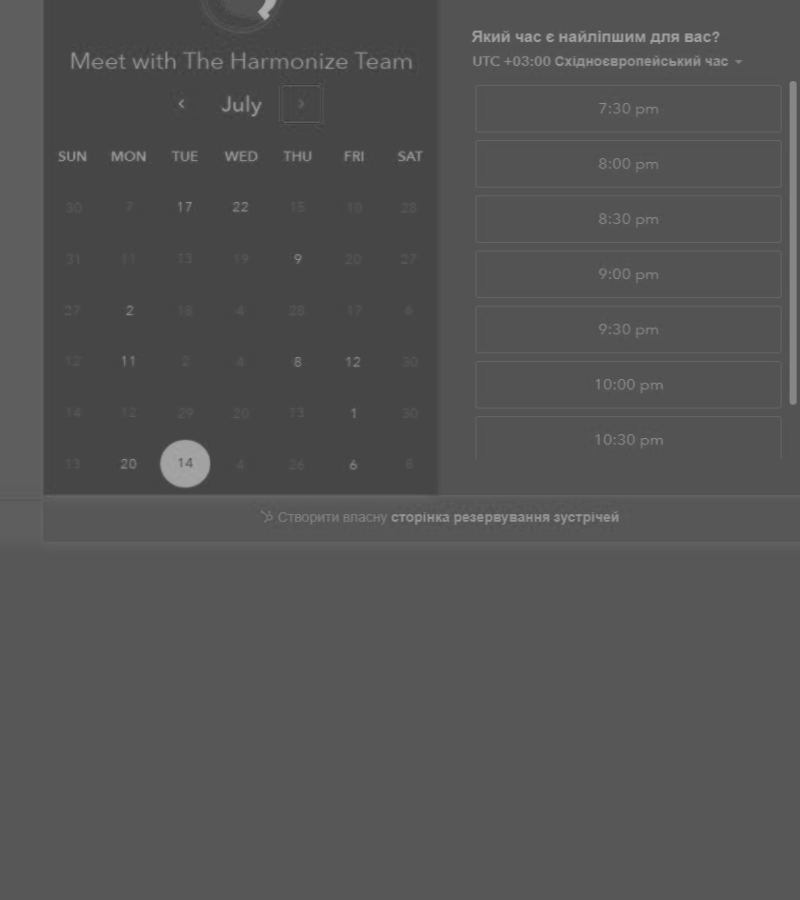 Meet with The Harmonize Team
July
SUN MON TUE WED THU FRI SAT
30 7 17 22 15 10 28
31 11 13 19 9 20 27
27 2 18 4 28 17 6
12 11 2 4 8 12 30
14 12 29 20 13 1 30
13 20 14 4 26 6 8
Який час є найліпшим для вас?
UTC +03:00 Східноєвропейський час
7:30 pm
8:00 pm
8:30 pm
9:00 pm
9:30 pm
10:00 pm
10:30 pm
Створити власну сторінка резервування зустрічей